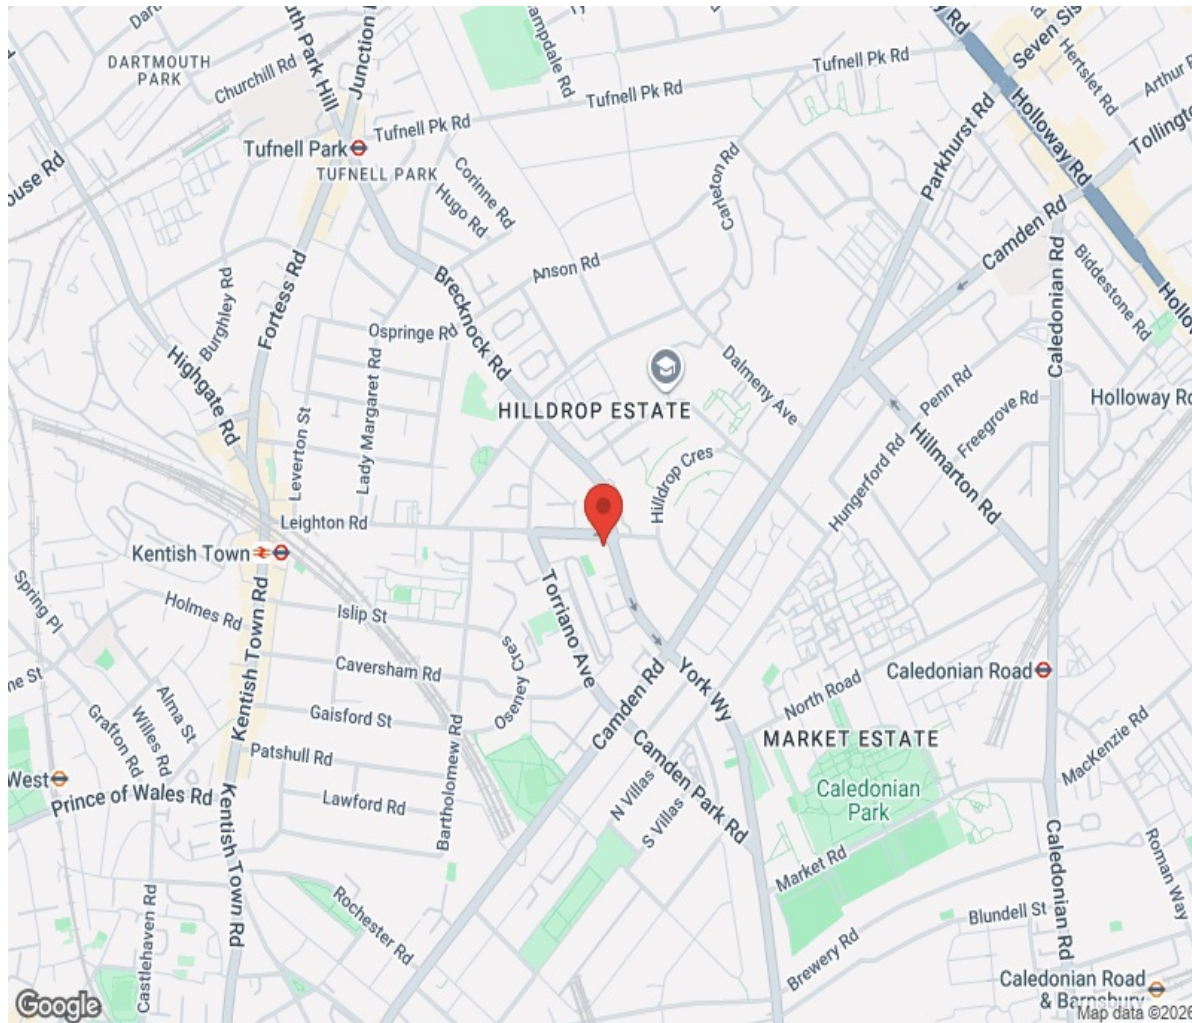 DARTMOUTH
PARK
Churchill Rd
Junction
Tufnell Pk Rd
Tufnell Pk Rd
Tufnell Pk Rd
Seven Sis
Hertslet Rd
Arthur R
Holloway Rd
Tollington
Tufnell Park
TUFNELL PARK
Corinne Rd
Hugo Rd
Carleton Rd
Parkhurst Rd
Camden Rd
Anson Rd
Brecknock Rd
Burghley Rd
Fortess Rd
Ospringe Rd
Caledonian Rd
Biddestone Rd
Highgate Rd
Lady Margaret Rd
Leverton St
HILLDROP ESTATE
Dalmeny Ave
Penn Rd
Freegrove Rd
Hillmarton Rd
Hungerford Rd
Hilldrop Cres
Leighton Rd
Kentish Town
Kentish Town Rd
Spring Pl
Holmes Rd
Islip St
Torriano Ave
Oseney Cres
Caversham Rd
Gaisford St
Patshull Rd
Lawford Rd
Bartholomew Rd
Alma St
Willes Rd
Grafton Rd
West
Prince of Wales Rd
Kentish Town Rd
Camden Rd
York Wy
North Road
Caledonian Road
MARKET ESTATE
Caledonian
Park
MacKenzie Rd
Camden Park Rd
N Villas
S Villas
Market Rd
Caledonian Rd
Roman Way
Blundell St
Brewery Rd
Rochester Rd
Castlehaven Rd
Caledonian Road
& Barnsbury
Google
Map data ©2026